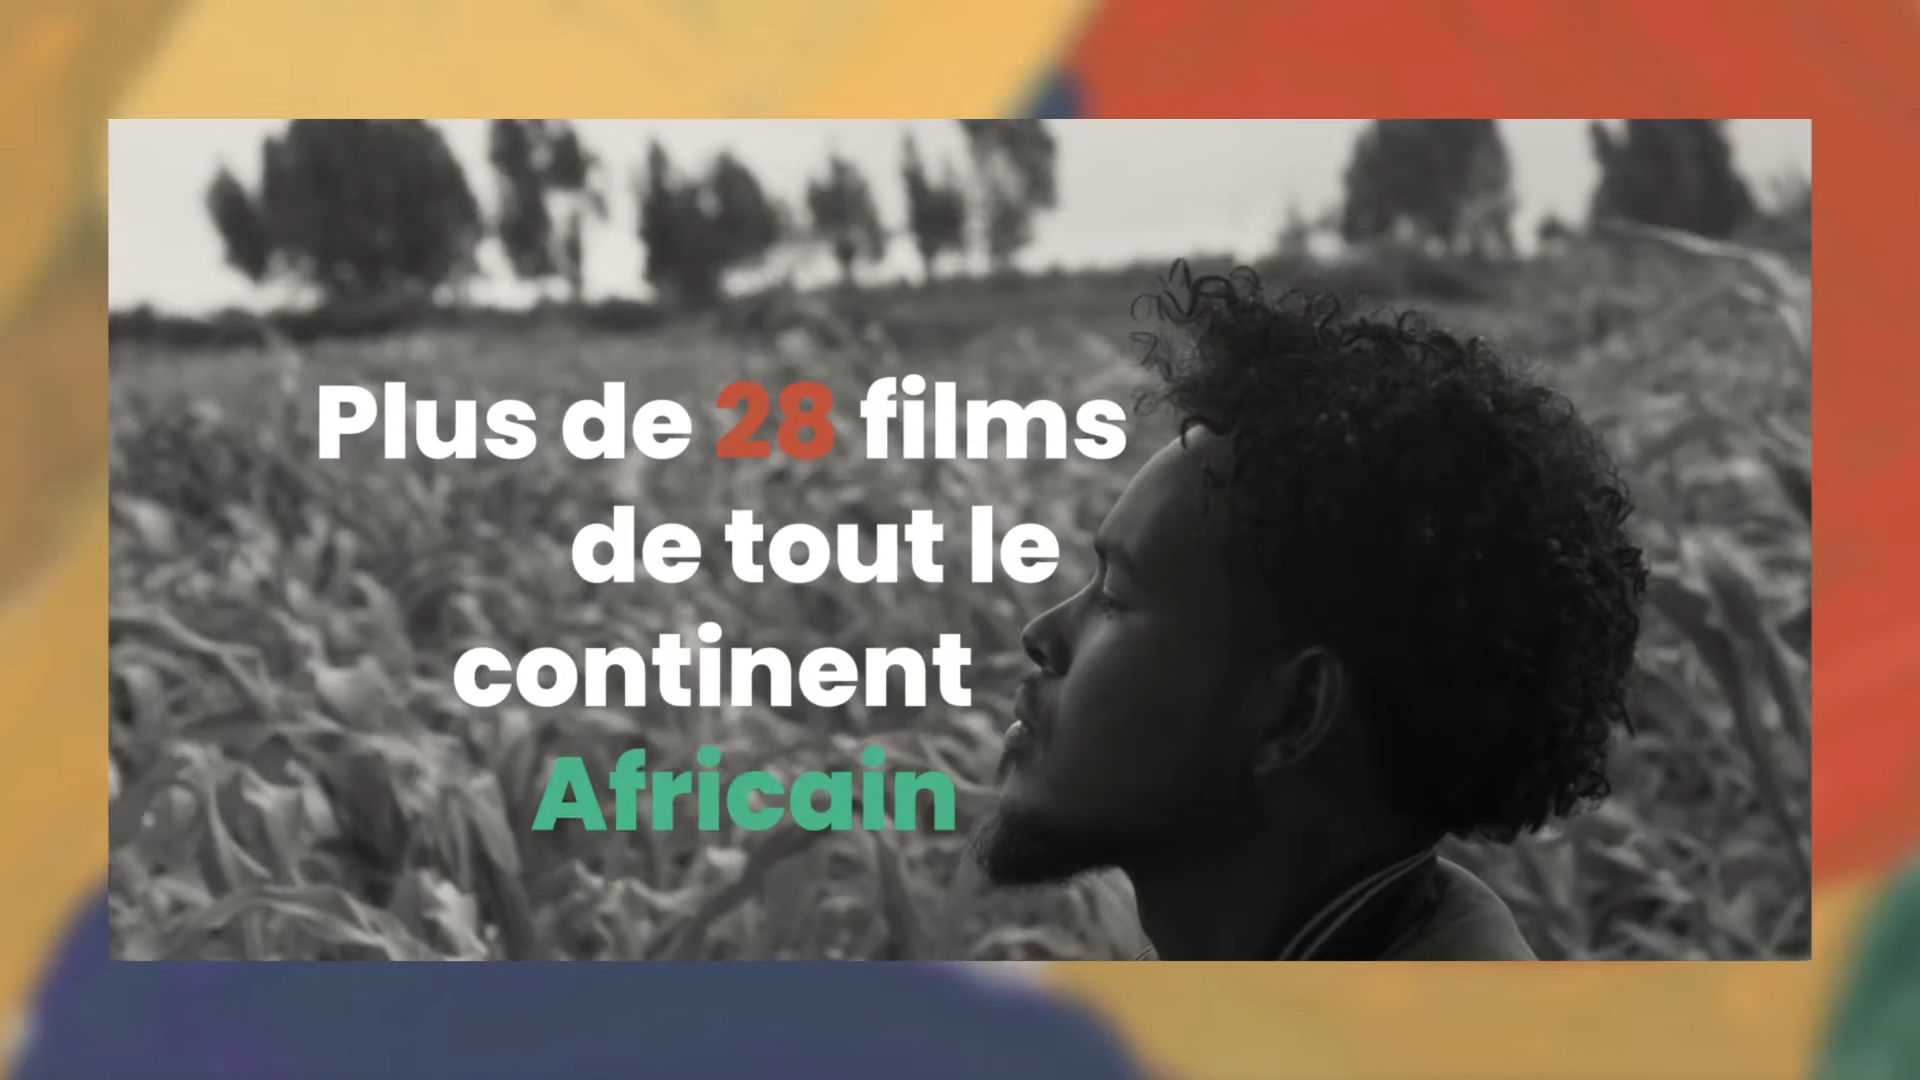 Plus de 28 films
de tout le
continent
Africain